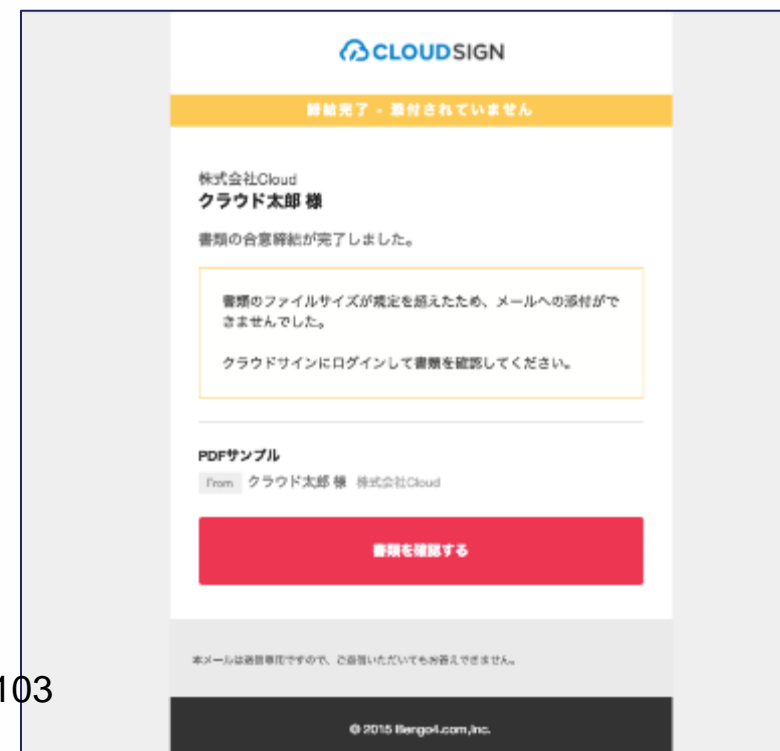 CLOUDSIGN
締結完了 - 添付されていません
株式会社Cloud
クラウド太郎 様
書類の合意締結が完了しました。
書類のファイルサイズが規定を超えたため、メールへの添付がで
きませんでした。
クラウドサインにログインして書類を確認してください。
PDFサンプル
From クラウド太郎 様 株式会社Cloud
書類を確認する
本メールは送信専用ですので、ご返信いただいてもお答えできません。
103
© 2015 Bengo4.com,Inc.